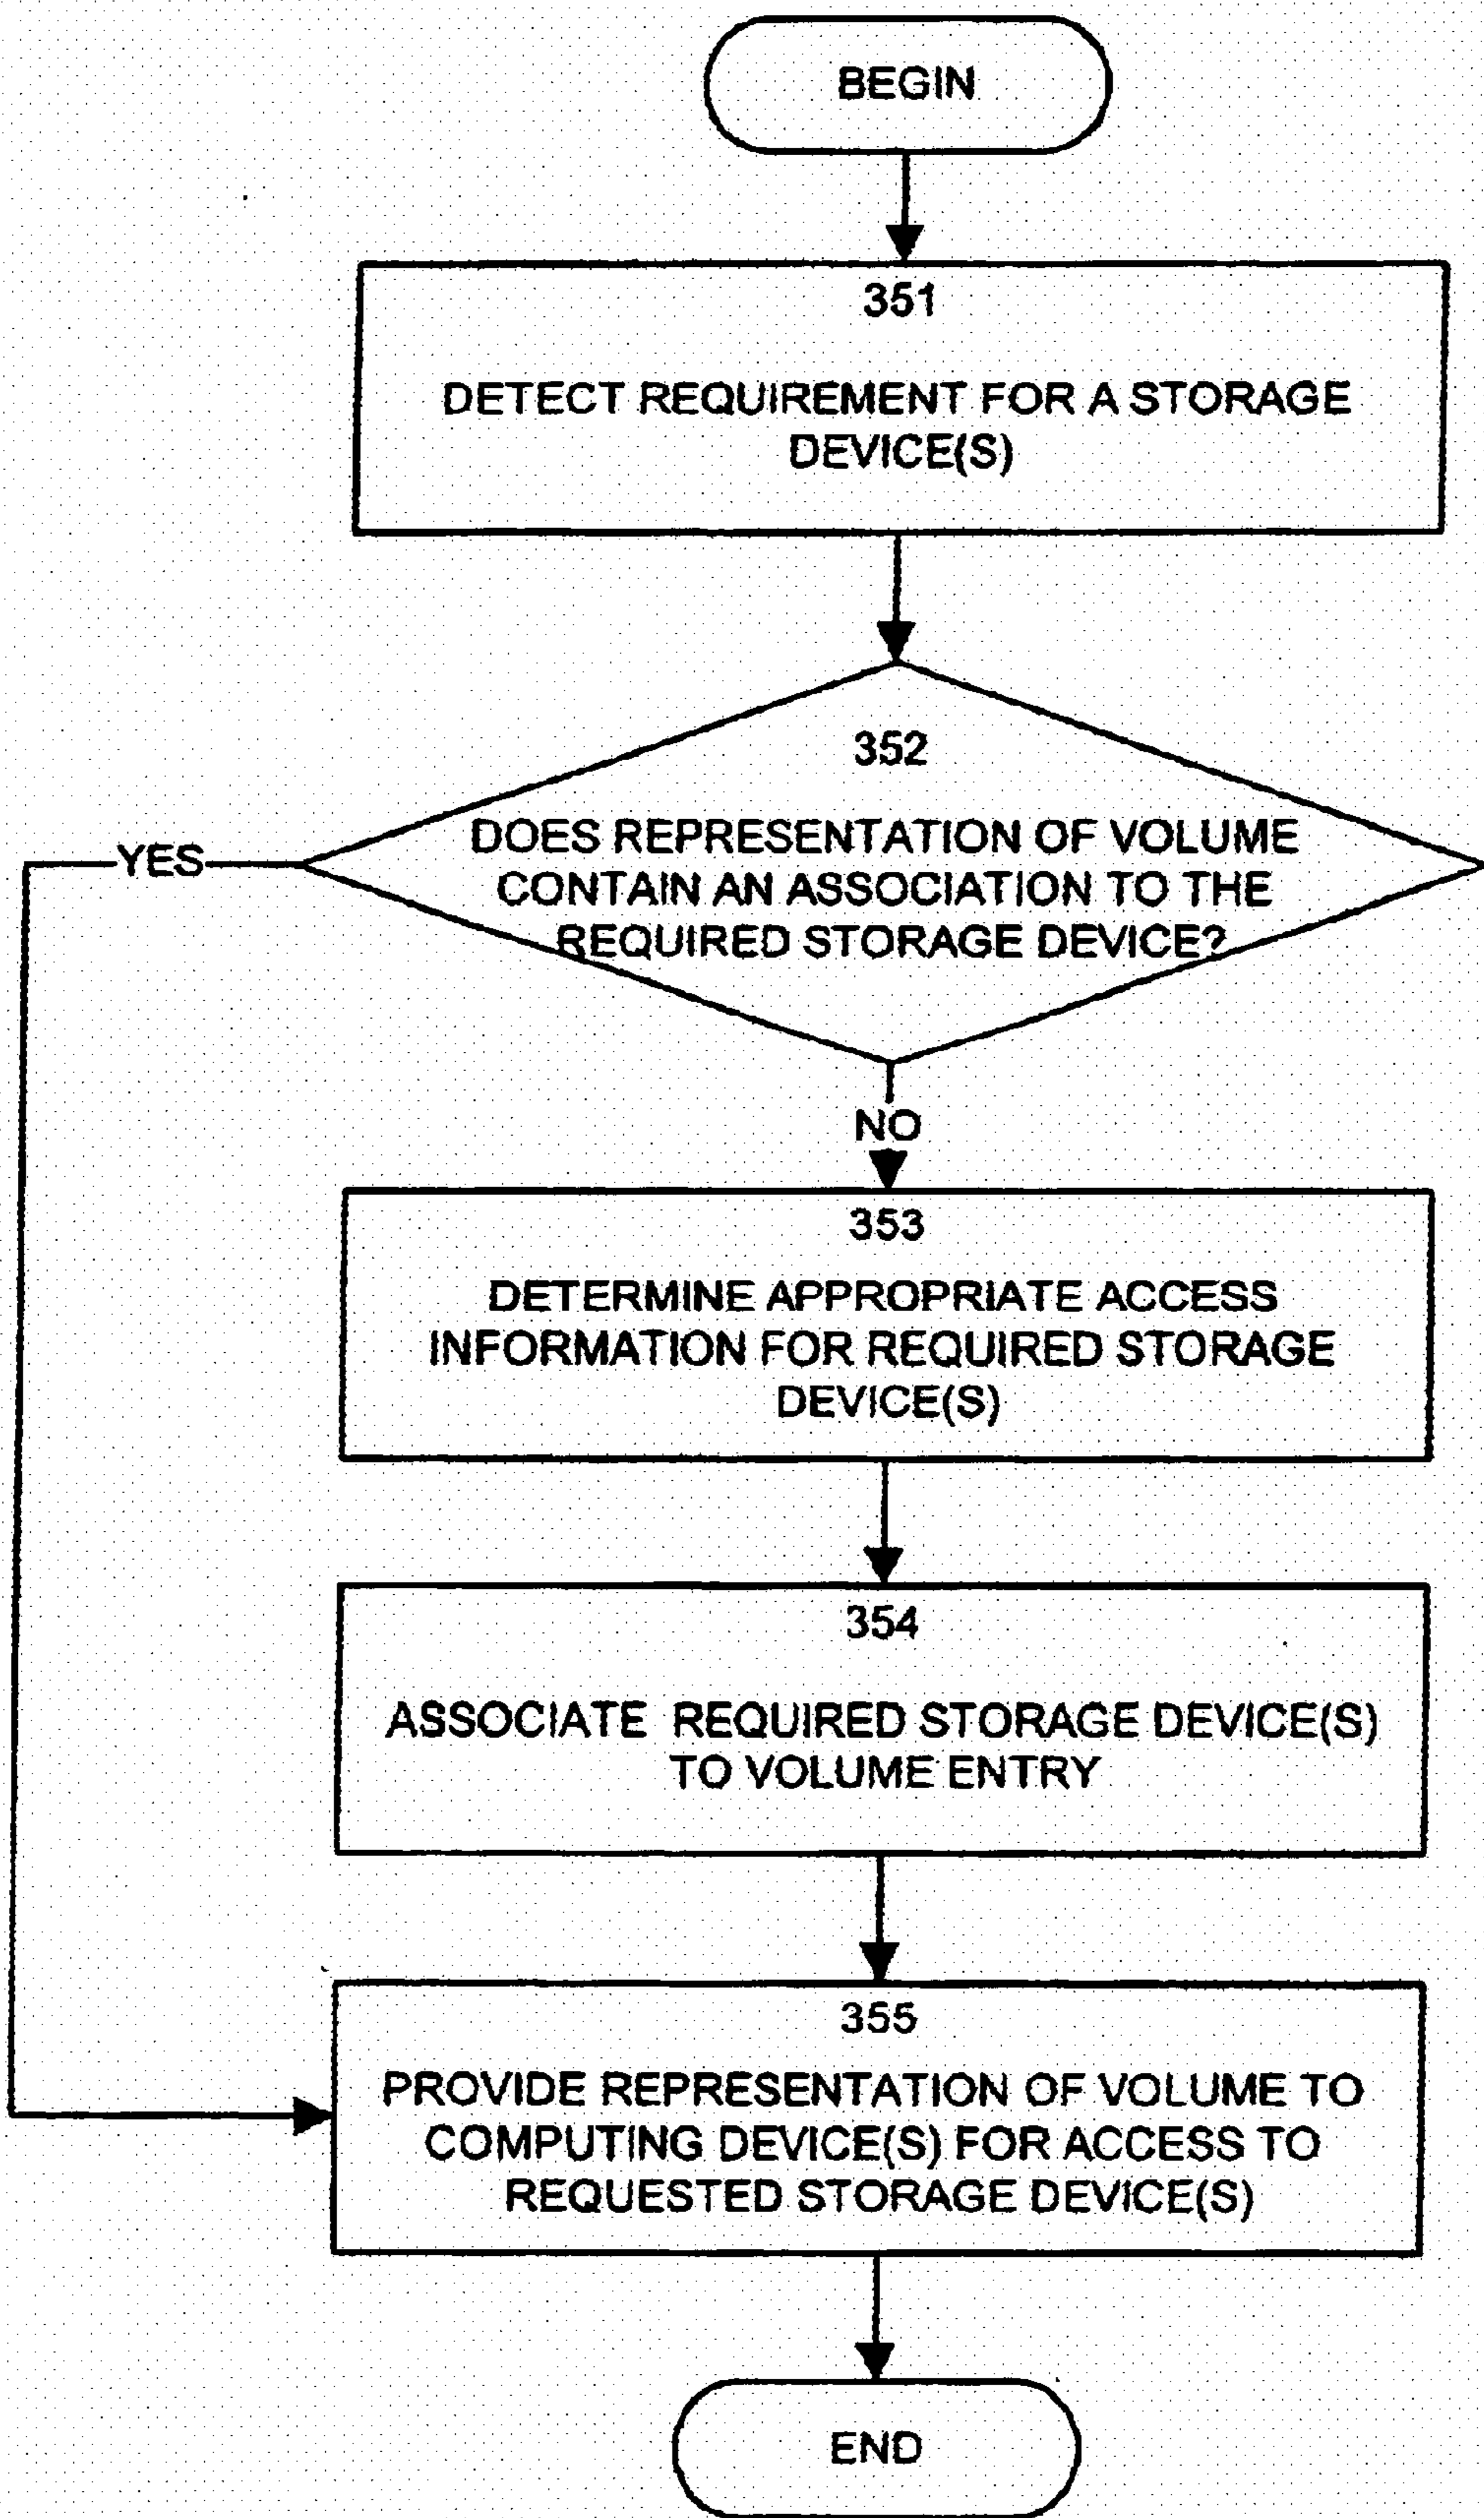 BEGIN
351
DETECT REQUIREMENT FOR A STORAGE
DEVICE(S)
352
DOES REPRESENTATION OF VOLUME
CONTAIN AN ASSOCIATION TO THE
REQUIRED STORAGE DEVICE?
YES
NO
353
DETERMINE APPROPRIATE ACCESS
INFORMATION FOR REQUIRED STORAGE
DEVICE(S)
354
ASSOCIATE REQUIRED STORAGE DEVICE(S)
TO VOLUME ENTRY
355
PROVIDE REPRESENTATION OF VOLUME TO
COMPUTING DEVICE(S) FOR ACCESS TO
REQUESTED STORAGE DEVICE(S)
END